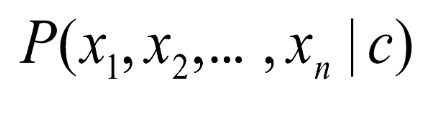 P(x₁, x₂,… , xₙ | c)